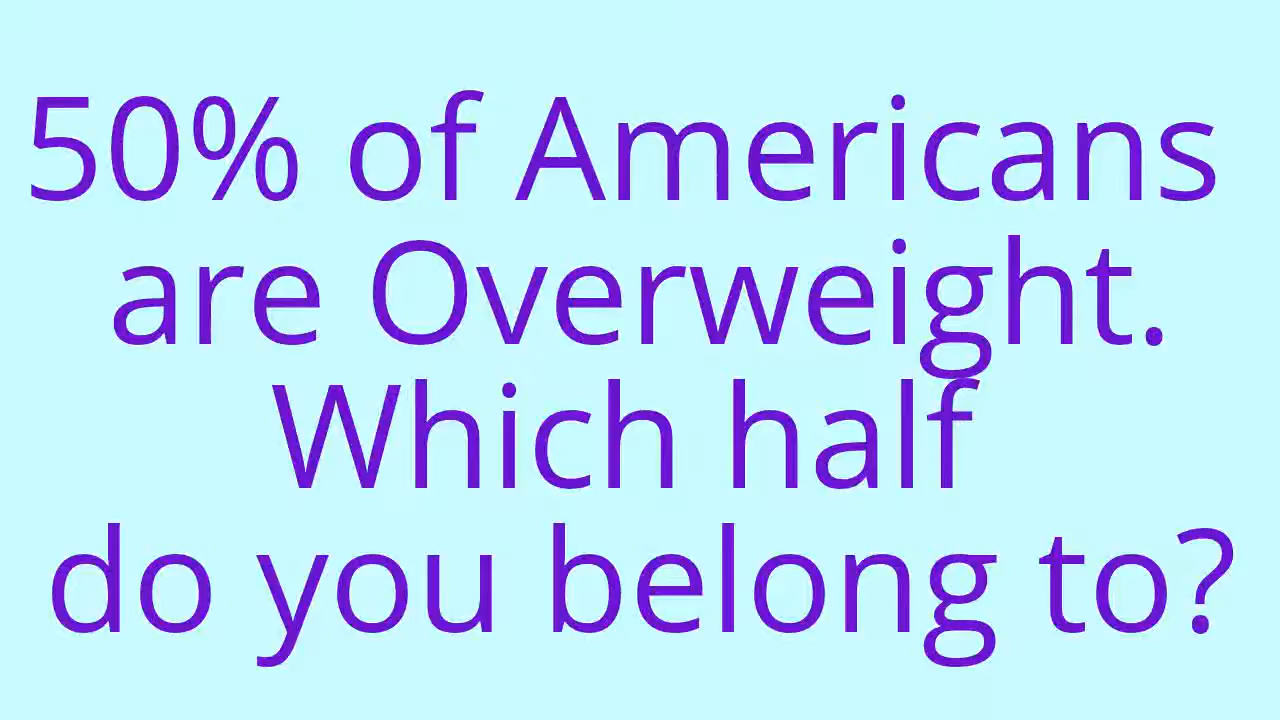 50% of Americans
are Overweight.
Which half
do you belong to?